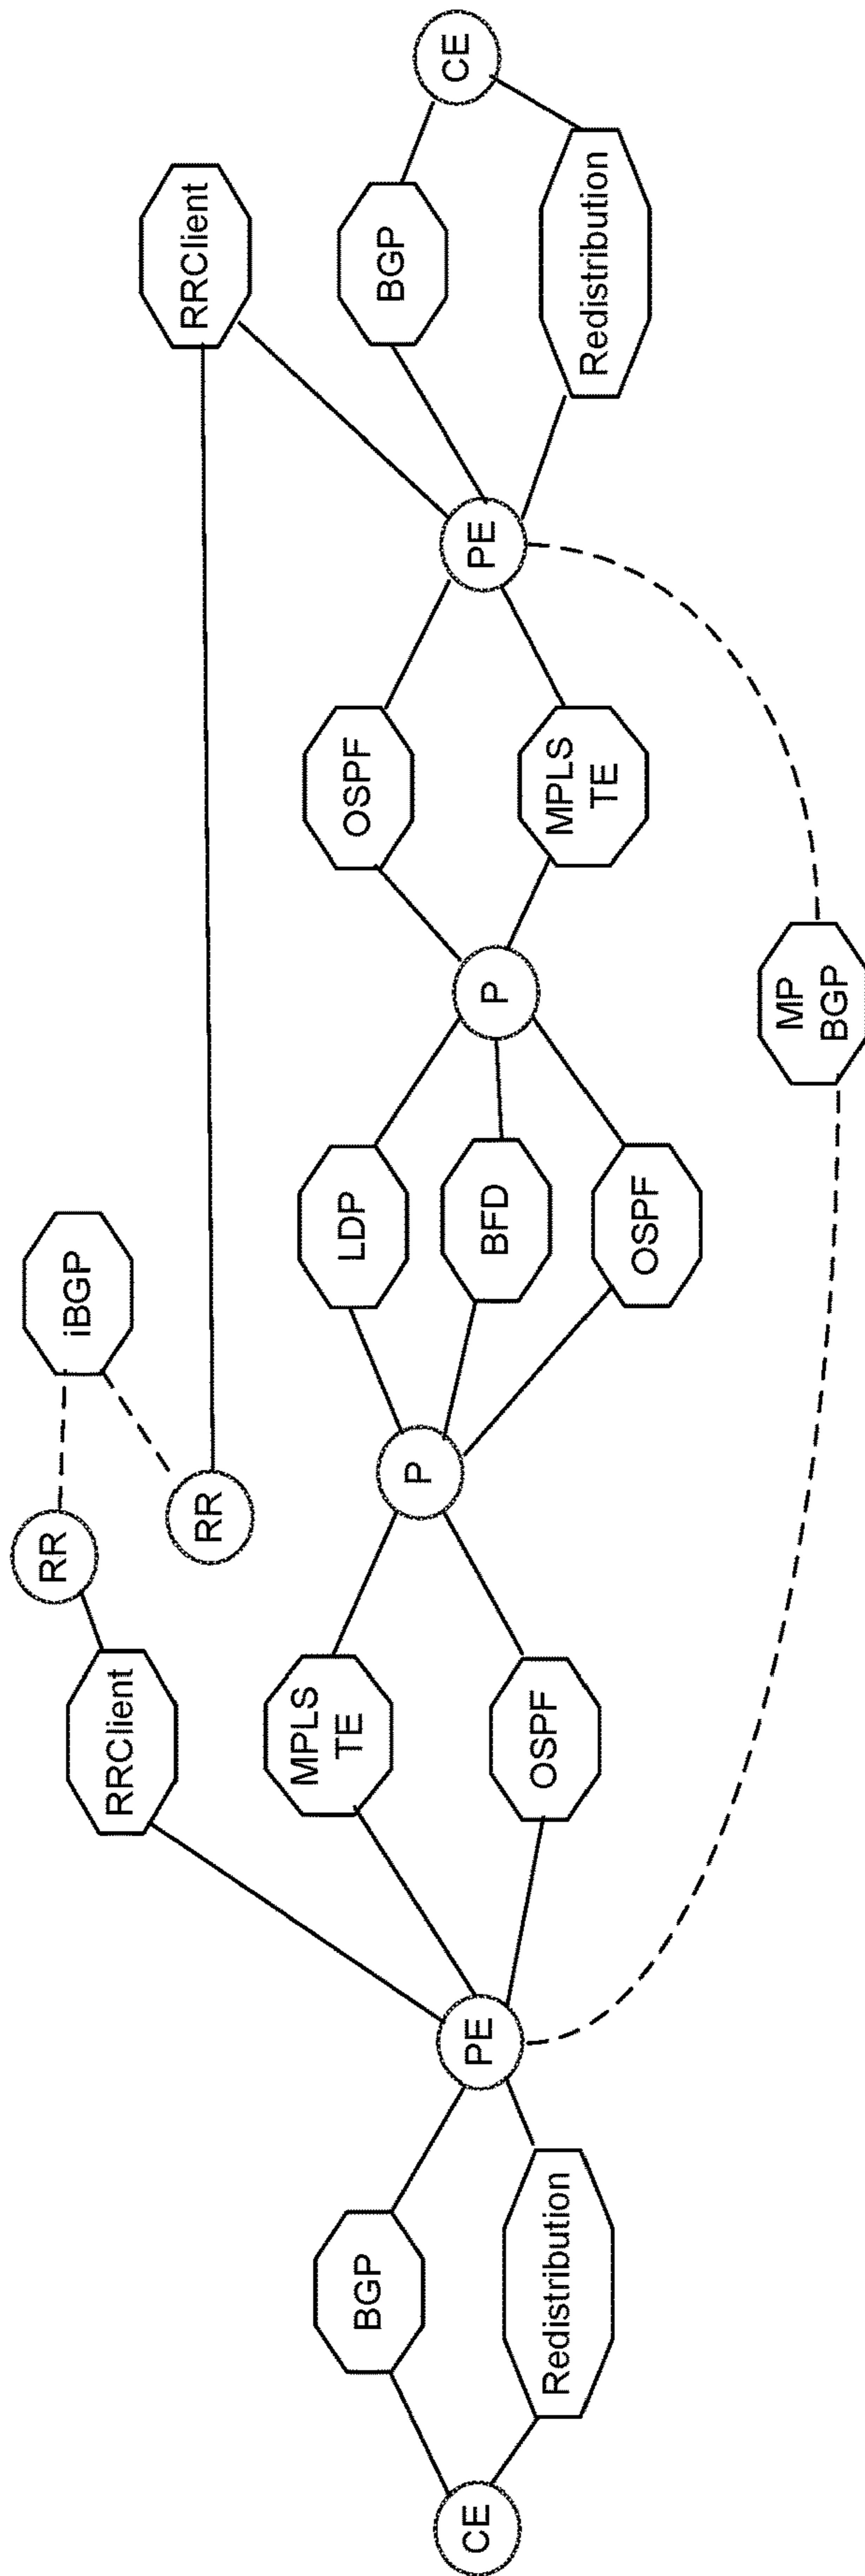 RR
iBGP
RRClient
RR
RRClient
MPLS
TE
LDP
OSPF
BGP
P
BFD
BGP
CE
PE
P
PE
CE
Redistribution
OSPF
OSPF
MPLS
TE
Redistribution
MP
BGP